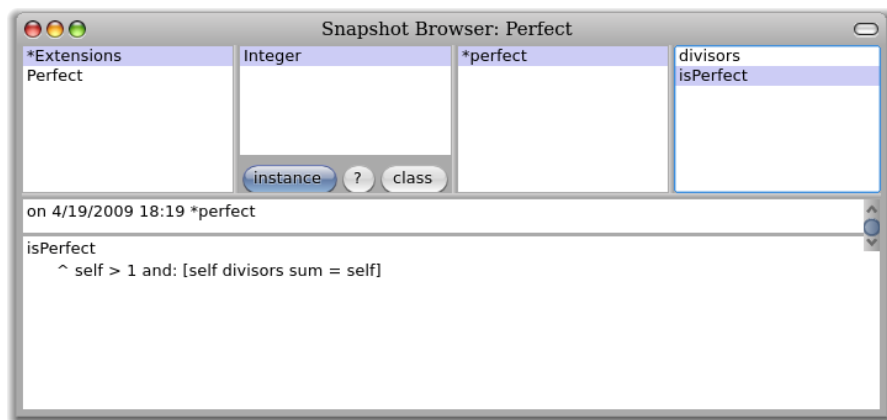 Snapshot Browser: Perfect
*Extensions
Perfect
Integer
instance ? class
*perfect
divisors
isPerfect
on 4/19/2009 18:19 *perfect
isPerfect
^ self > 1 and: [self divisors sum = self]